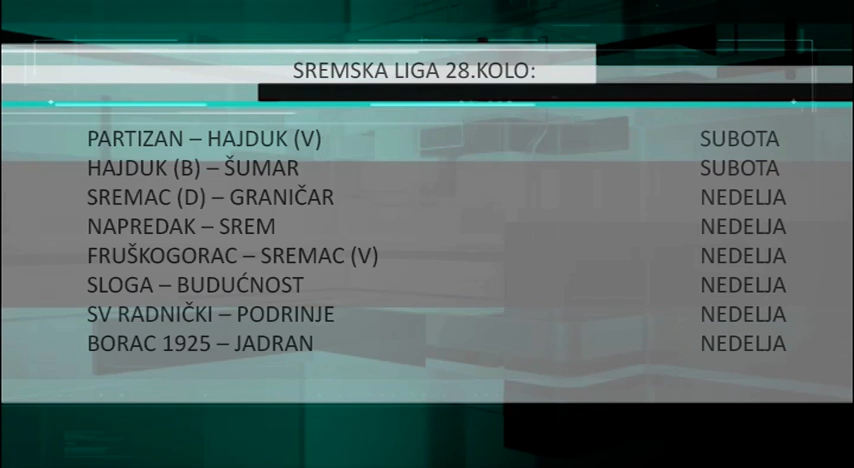 SREMSKA LIGA 28.KOLO:
PARTIZAN – HAJDUK (V) SUBOTA
HAJDUK (B) – ŠUMAR SUBOTA
SREMAC (D) – GRANIČAR NEDELJA
NAPREDAK – SREM NEDELJA
FRUŠKOGORAC – SREMAC (V) NEDELJA
SLOGA – BUDUĆNOST NEDELJA
SV RADNIČKI – PODRINJE NEDELJA
BORAC 1925 – JADRAN NEDELJA